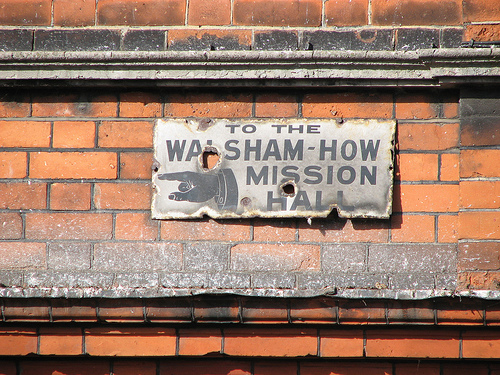 TO THE
WALSHAM-HOW
MISSION
HALL